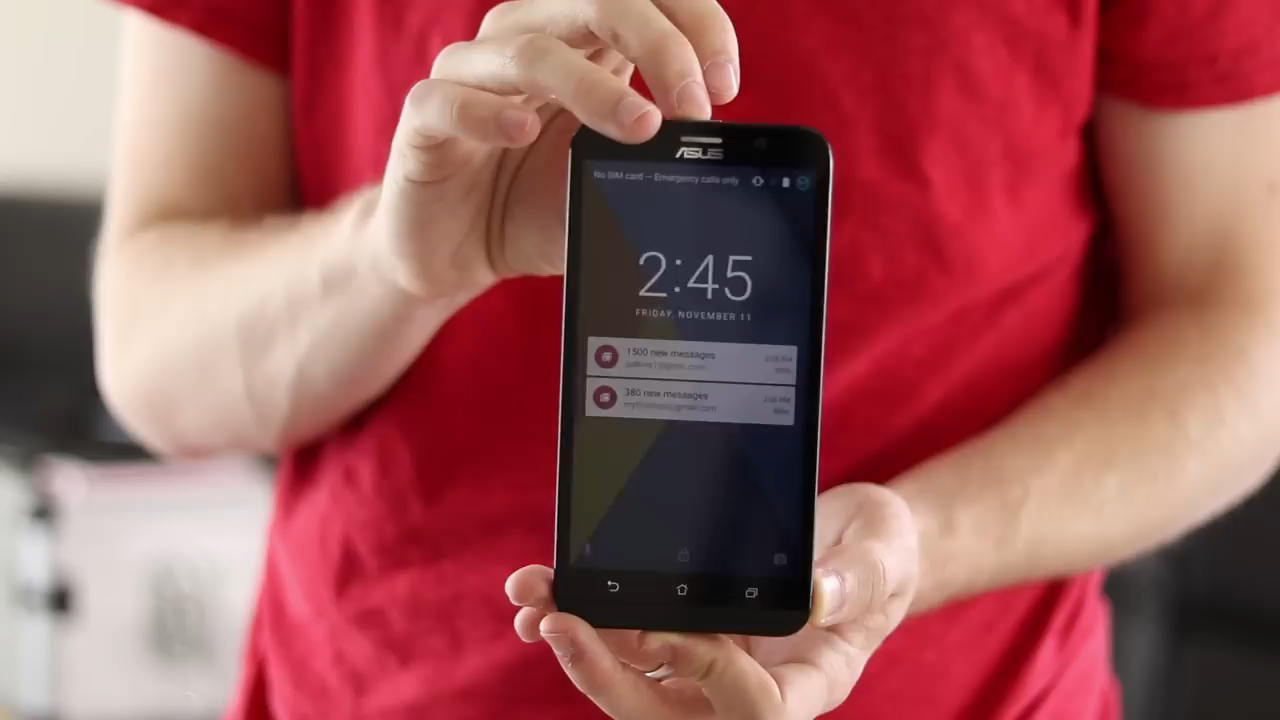 ASUS
No SIM card — Emergency calls only
2:45
FRIDAY, NOVEMBER 11
1500 new messages
380 new messages